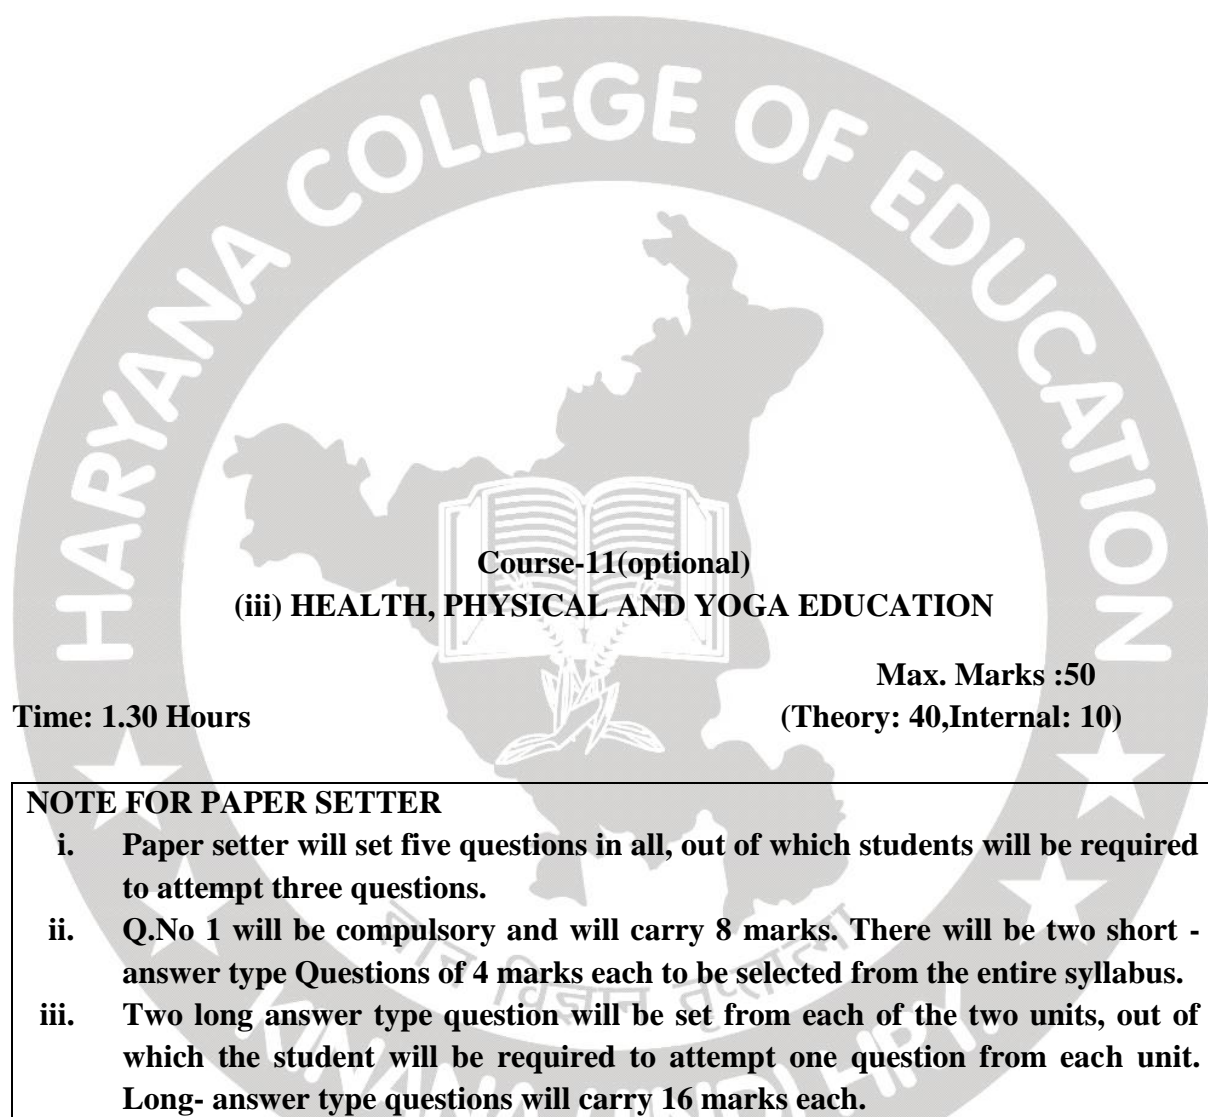 HARYANA COLLEGE OF EDUCATION
Course-11(optional)
(iii) HEALTH, PHYSICAL AND YOGA EDUCATION
Max. Marks :50
Time: 1.30 Hours (Theory: 40,Internal: 10)
NOTE FOR PAPER SETTER
i. Paper setter will set five questions in all, out of which students will be required
to attempt three questions.
ii. Q.No 1 will be compulsory and will carry 8 marks. There will be two short -
answer type Questions of 4 marks each to be selected from the entire syllabus.
iii. Two long answer type question will be set from each of the two units, out of
which the student will be required to attempt one question from each unit.
Long- answer type questions will carry 16 marks each.